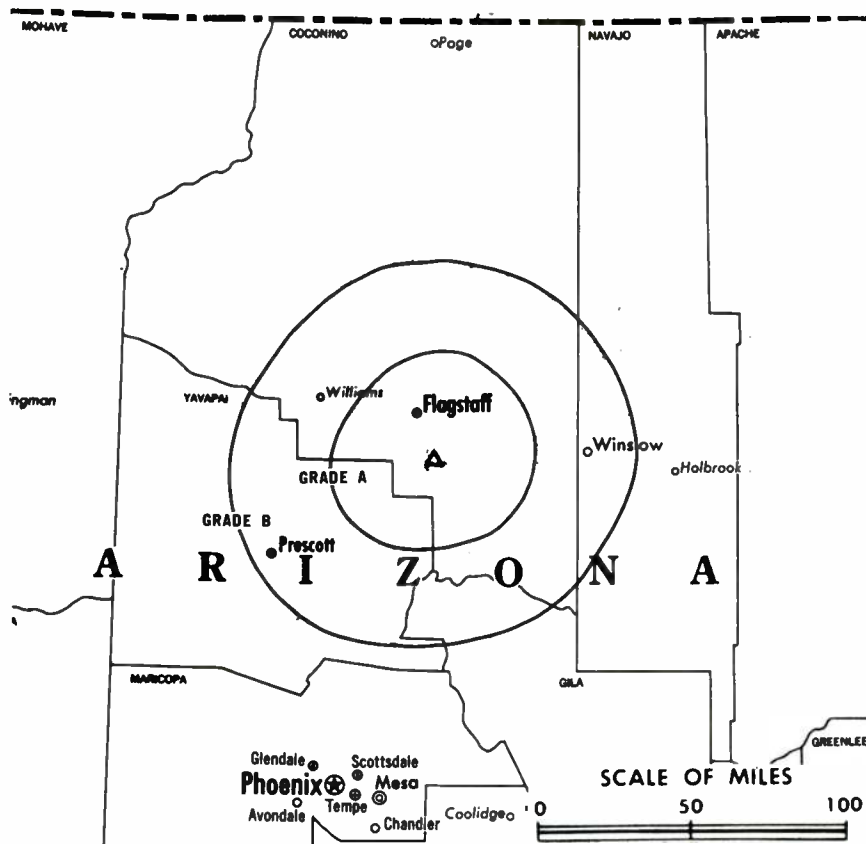 MOHAVE
COCONINO
Page
NAVAJO
APACHE
YAVAPAI
ingman
Williams
Flagstaff
Winslow
Holbrook
GRADE A
GRADE B
Prescott
ARIZONA
MARICOPA
GILA
GREENLEE
Glendale
Scottsdale
Phoenix
Mesa
Tempe
Avondale
Chandler
Coolidge
SCALE OF MILES
0 50 100